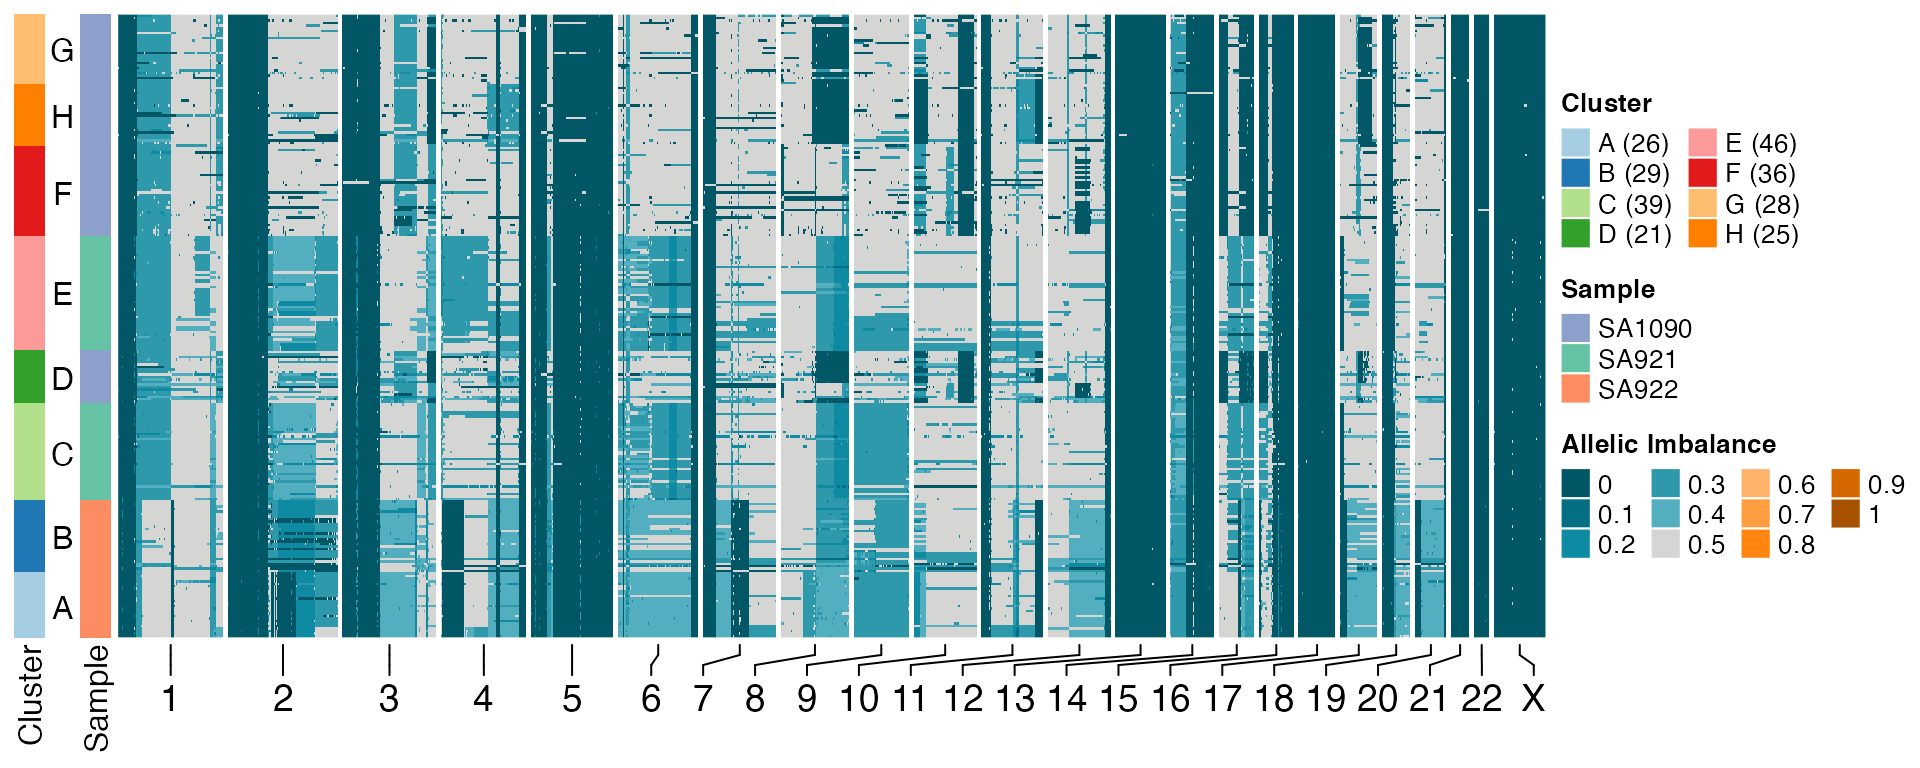 G
H
F
E
D
C
B
A
Cluster
Sample
1 2 3 4 5 6 7 8 9 10 11 12 13 14 15 16 17 18 19 20 21 22 X
Cluster
A (26) E (46)
B (29) F (36)
C (39) G (28)
D (21) H (25)
Sample
SA1090
SA921
SA922
Allelic Imbalance
0 0.3 0.6 0.9
0.1 0.4 0.7 1
0.2 0.5 0.8